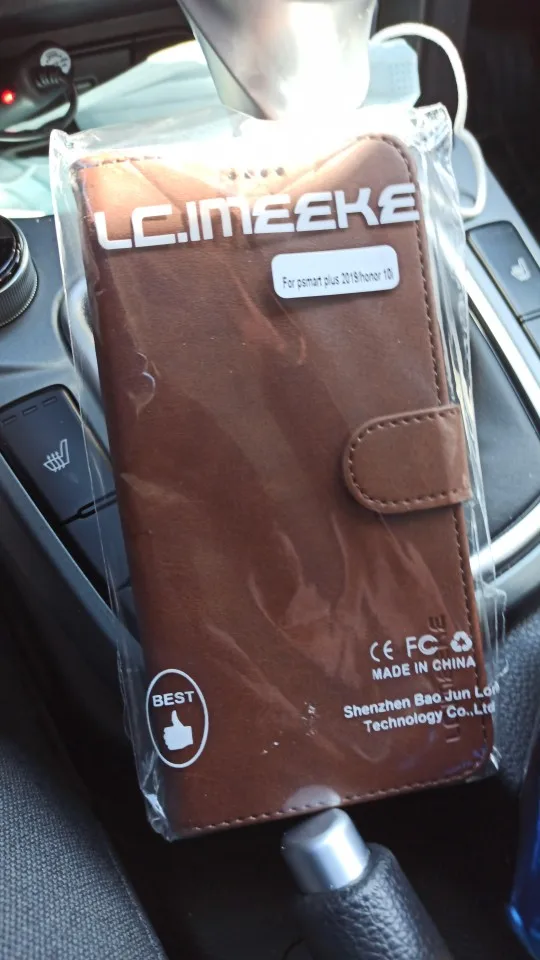 LC.IMEEKE
For psmart plus 2019/honor 10i
CE FC
MADE IN CHINA
Shenzhen Bao Jun Lon
Technology Co.,Ltd
BEST